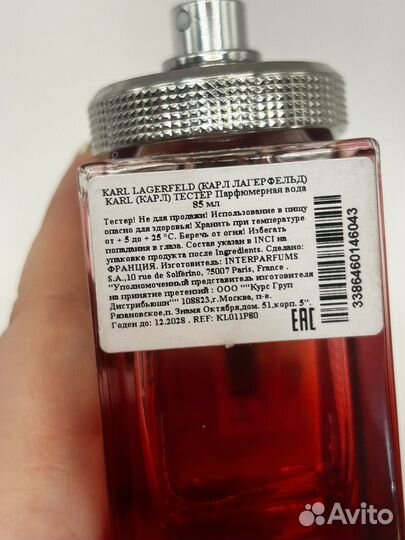 KARL LAGERFELD (КАРЛ ЛАГЕРФЕЛЬД)
KARL (КАРЛ) ТЕСТЕР Парфюмерная вода
85 мл
Тестер! Не для продажи! Использование в пищу
опасно для здоровья! Хранить при температуре
от + 5 до + 25 °C. Беречь от огня! Избегать
попадания в глаза. Состав указан в INCI на
упаковке продукта после Ingredients. Сделано:
ФРАНЦИЯ. Изготовитель: INTERPARFUMS
S.A.,10 rue de Solferino, 75007 Paris, France .
"Уполномоченный представитель изготовителя
на принятие претензий : ООО ""Курс Груп
Дистрибьюшн"" 108823,г.Москва, п-е.
Рязановское,п. Знамя Октября,дом. 51,корп. 5".
Годен до: 12.2028 . REF: KL011P80
EAC
3386460146043
Avito